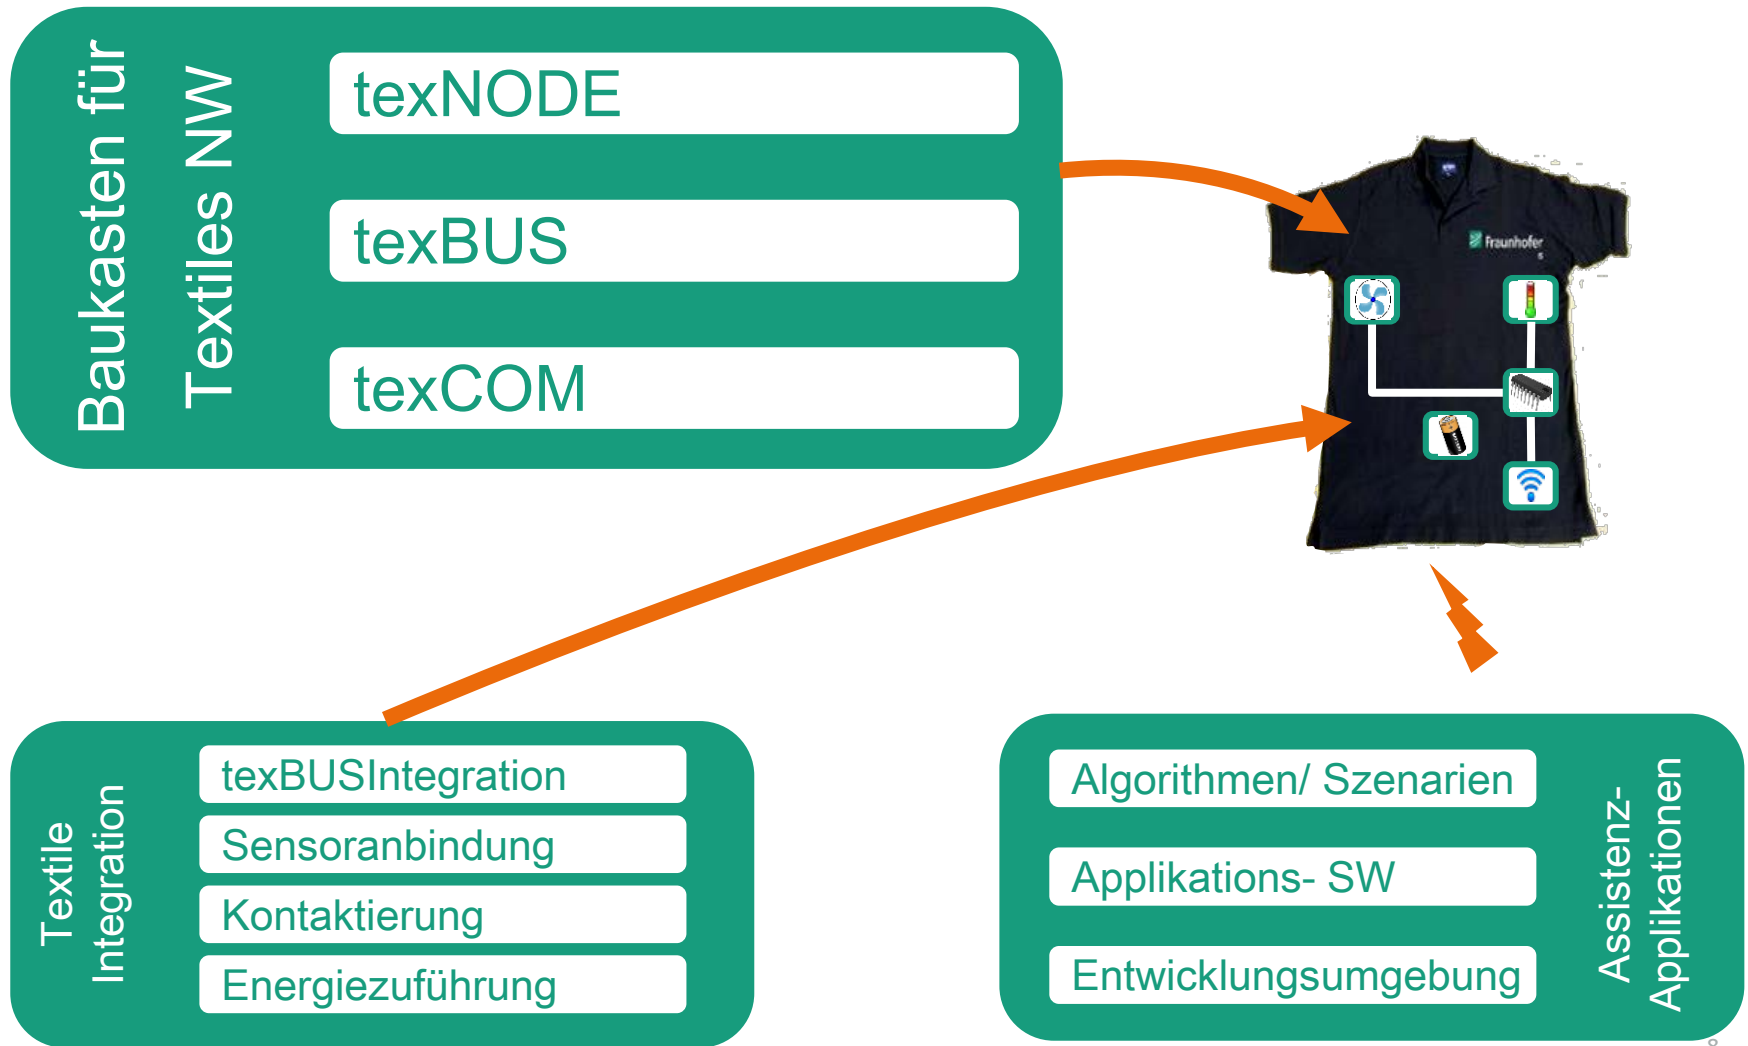 Baukasten für
Textiles NW
texNODE
texBUS
texCOM
Fraunhofer
Textile
Integration
texBUSIntegration
Sensoranbindung
Kontaktierung
Energiezuführung
Algorithmen/ Szenarien
Applikations- SW
Entwicklungsumgebung
Assistenz-
Applikationen